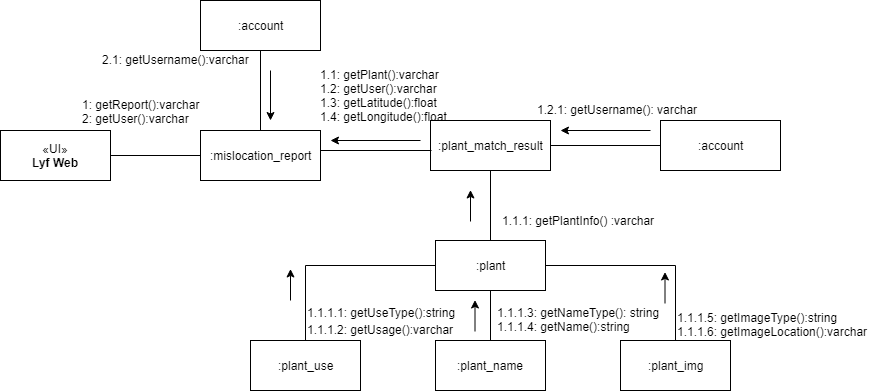 :account
2.1: getUsername():varchar
1.1: getPlant():varchar
1.2: getUser():varchar
1.3: getLatitude():float
1.4: getLongitude():float
1: getReport():varchar
2: getUser():varchar
1.2.1: getUsername(): varchar
«UI»
Lyf Web
:mislocation_report
:plant_match_result
:account
1.1.1: getPlantInfo() :varchar
:plant
1.1.1.1: getUseType():string
1.1.1.2: getUsage():varchar
1.1.1.3: getNameType(): string
1.1.1.4: getName():string
1.1.1.5: getImageType():string
1.1.1.6: getImageLocation():varchar
:plant_use
:plant_name
:plant_img